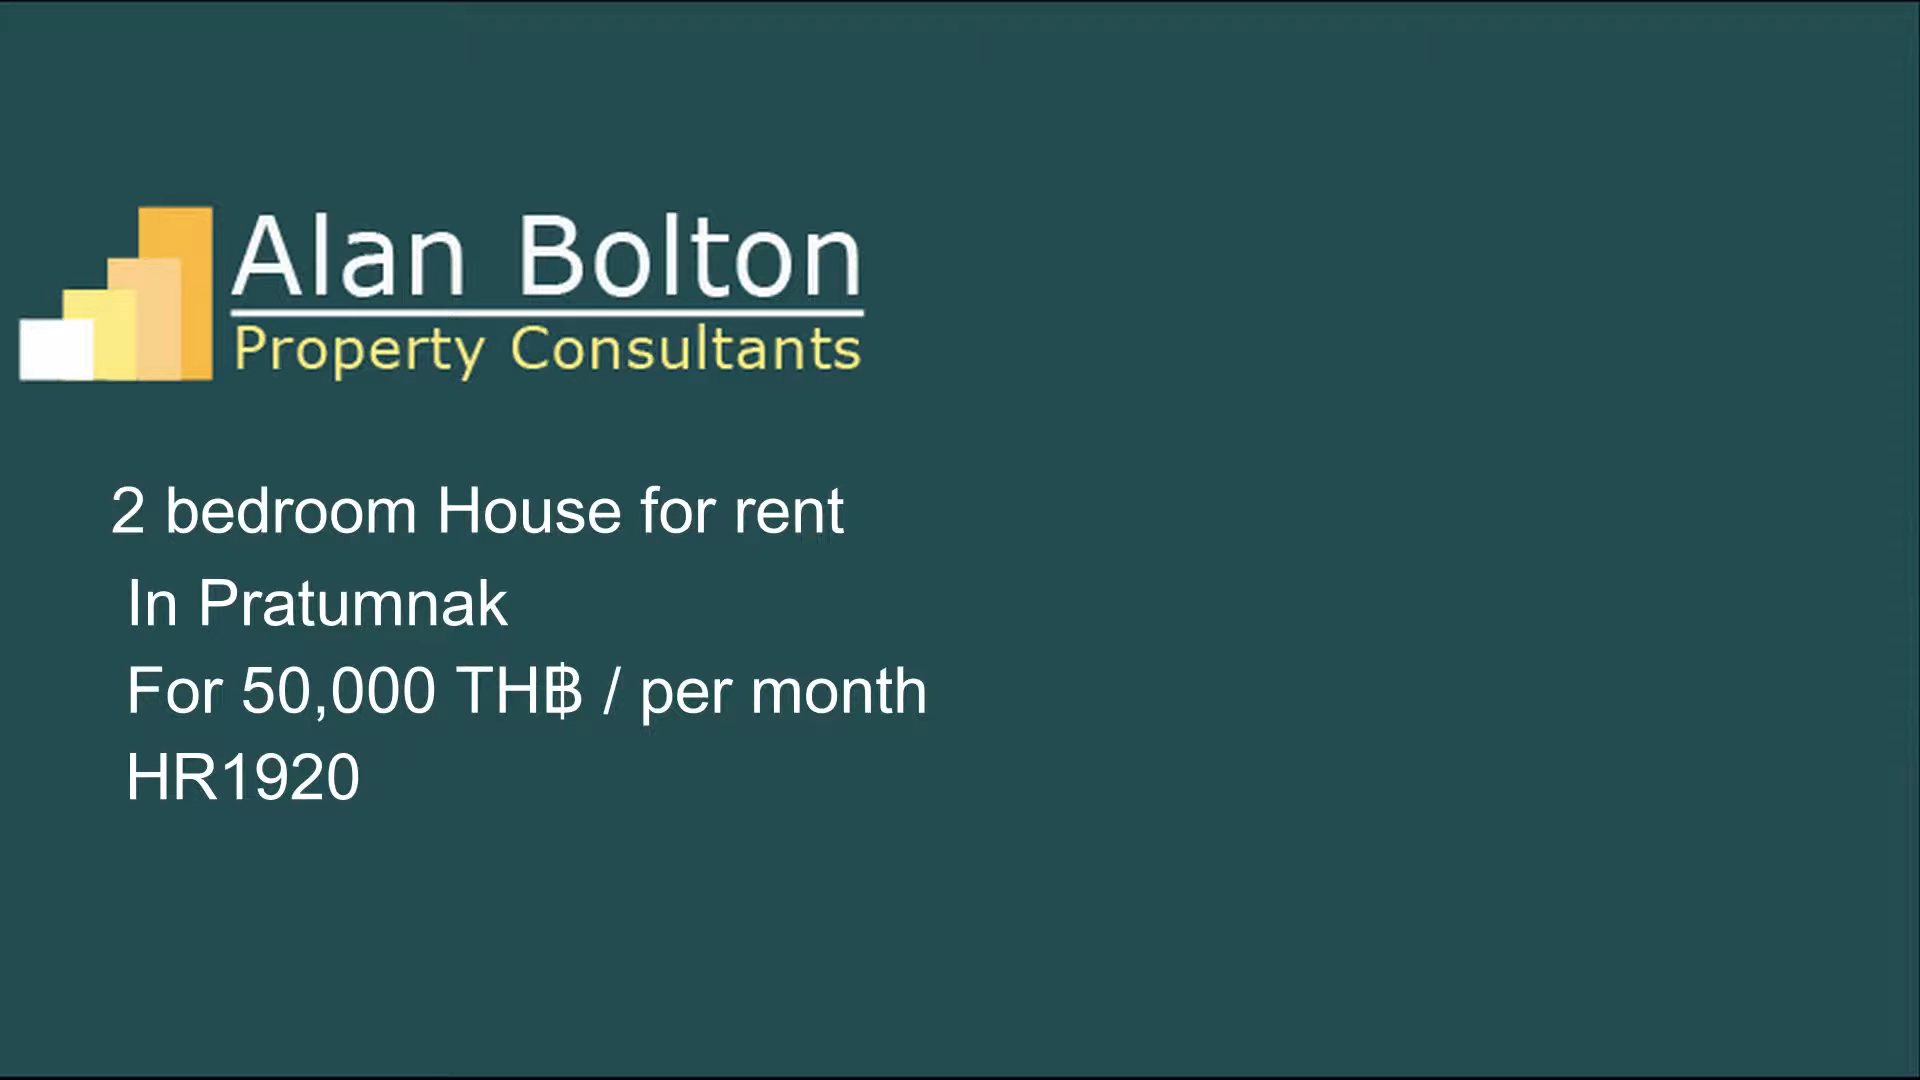 Alan Bolton
Property Consultants
2 bedroom House for rent
In Pratumnak
For 50,000 TH฿ / per month
HR1920